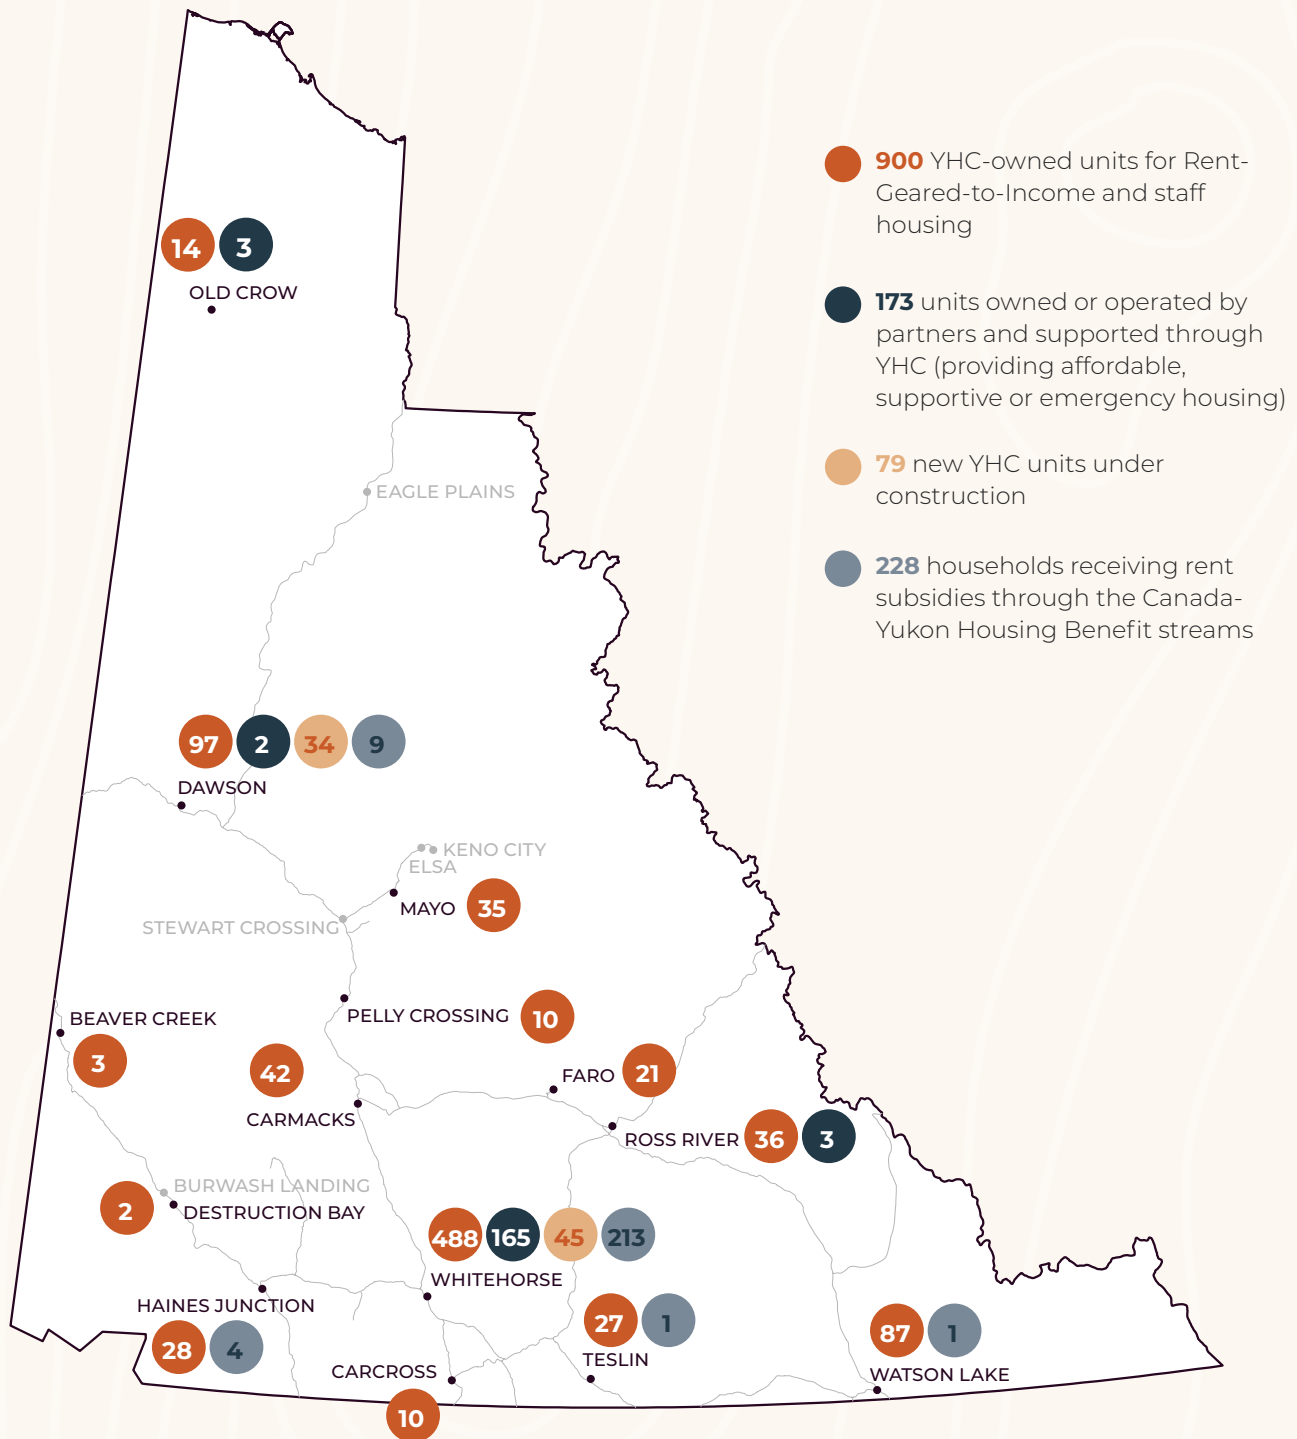 900 YHC-owned units for Rent-
Geared-to-Income and staff
housing
173 units owned or operated by
partners and supported through
YHC (providing affordable,
supportive or emergency housing)
79 new YHC units under
construction
228 households receiving rent
subsidies through the Canada-
Yukon Housing Benefit streams
14 3
OLD CROW
EAGLE PLAINS
97 2 34 9
DAWSON
KENO CITY
ELSA
MAYO 35
STEWART CROSSING
PELLY CROSSING 10
BEAVER CREEK
3
42
CARMACKS
FARO 21
ROSS RIVER 36 3
BURWASH LANDING
2 DESTRUCTION BAY
488 165 45 213
WHITEHORSE
HAINES JUNCTION
28 4
27 1
TESLIN
87 1
WATSON LAKE
CARCROSS
10